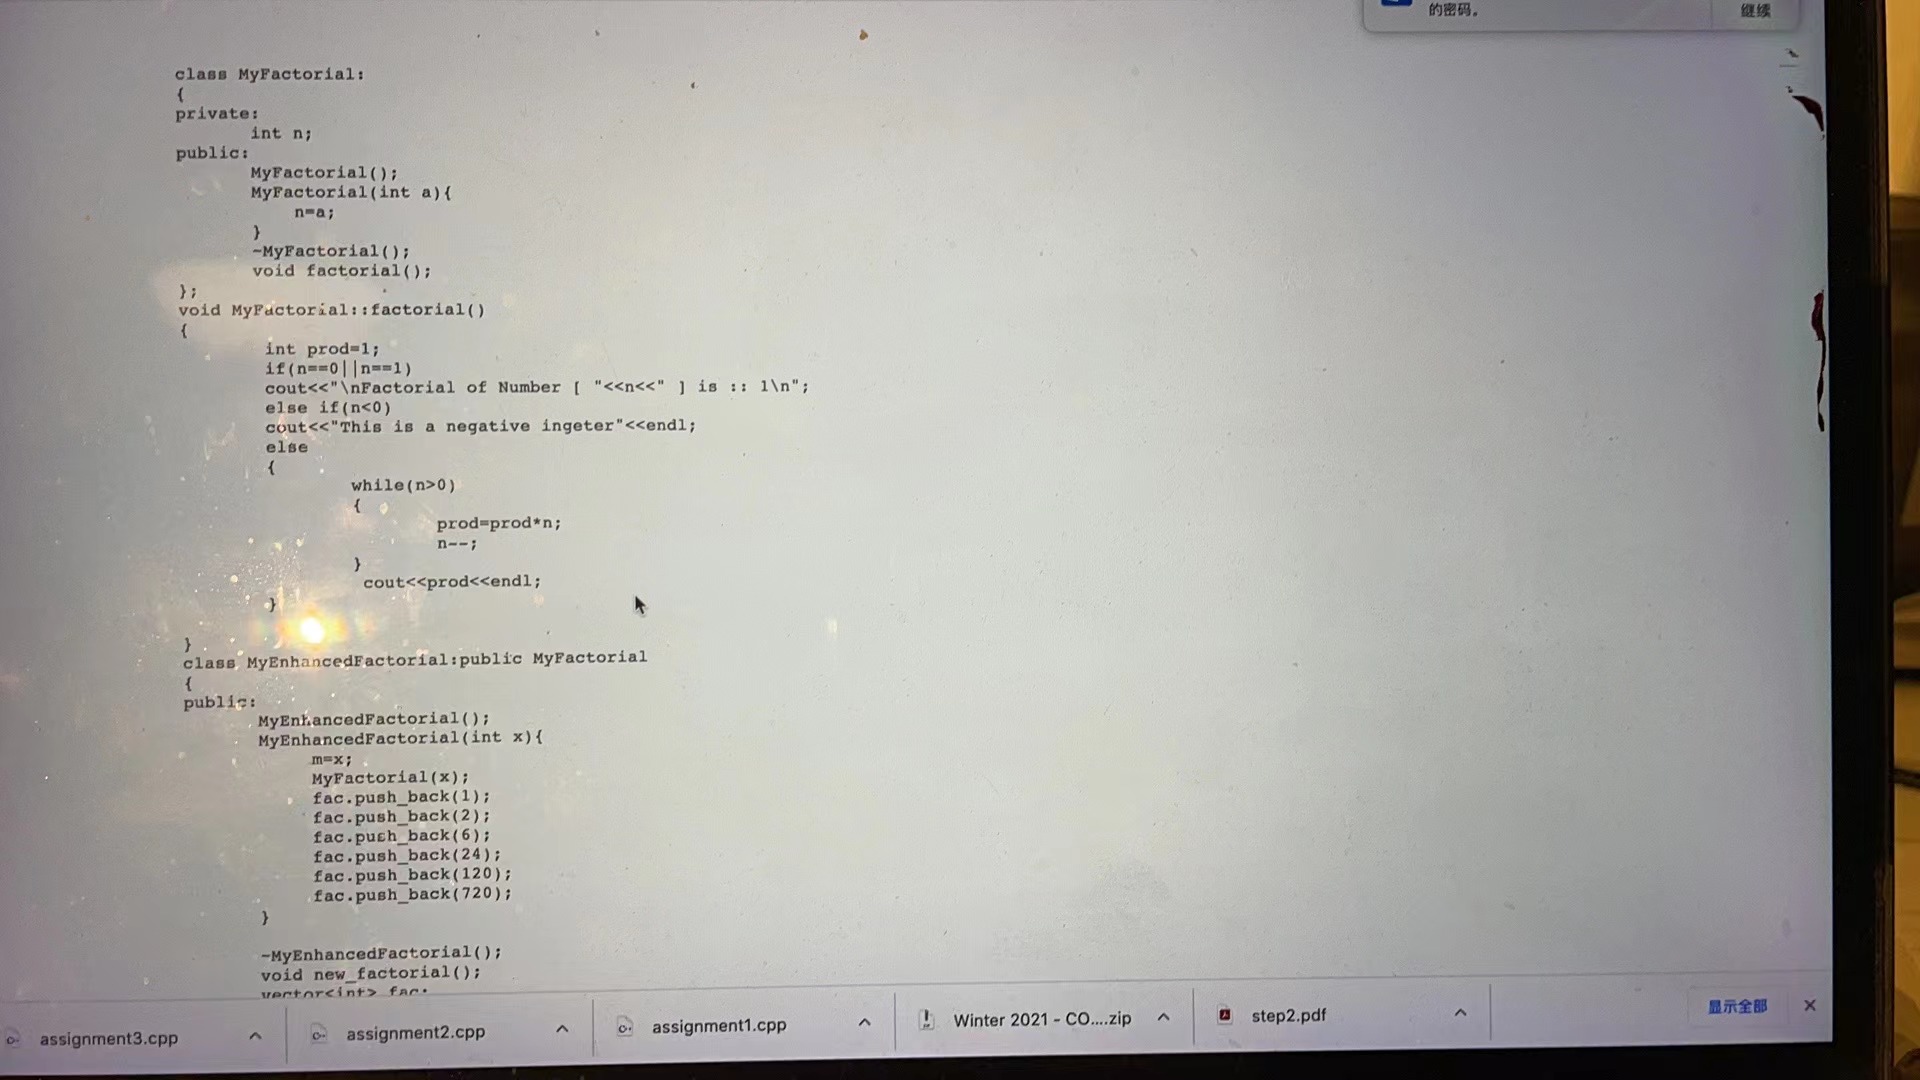 的密码。
继续
class MyFactorial:
{
private:
int n;
public:
MyFactorial();
MyFactorial(int a){
n=a;
}
~MyFactorial();
void factorial();
};
void MyFactorial::factorial()
{
int prod=1;
if(n==0||n==1)
cout<<"\nFactorial of Number [ "<<n<<" ] is :: 1\n";
else if(n<0)
cout<<"This is a negative ingeter"<<endl;
else
{
while(n>0)
{
prod=prod*n;
n--;
}
cout<<prod<<endl;
}
}
class MyEnhancedFactorial:public MyFactorial
{
public:
MyEnhancedFactorial();
MyEnhancedFactorial(int x){
m=x;
MyFactorial(x);
fac.push_back(1);
fac.push_back(2);
fac.push_back(6);
fac.push_back(24);
fac.push_back(120);
fac.push_back(720);
}
~MyEnhancedFactorial();
void new_factorial();
vector<int> fac;
assignment3.cpp
assignment2.cpp
assignment1.cpp
Winter 2021 - CO....zip
step2.pdf
显示全部